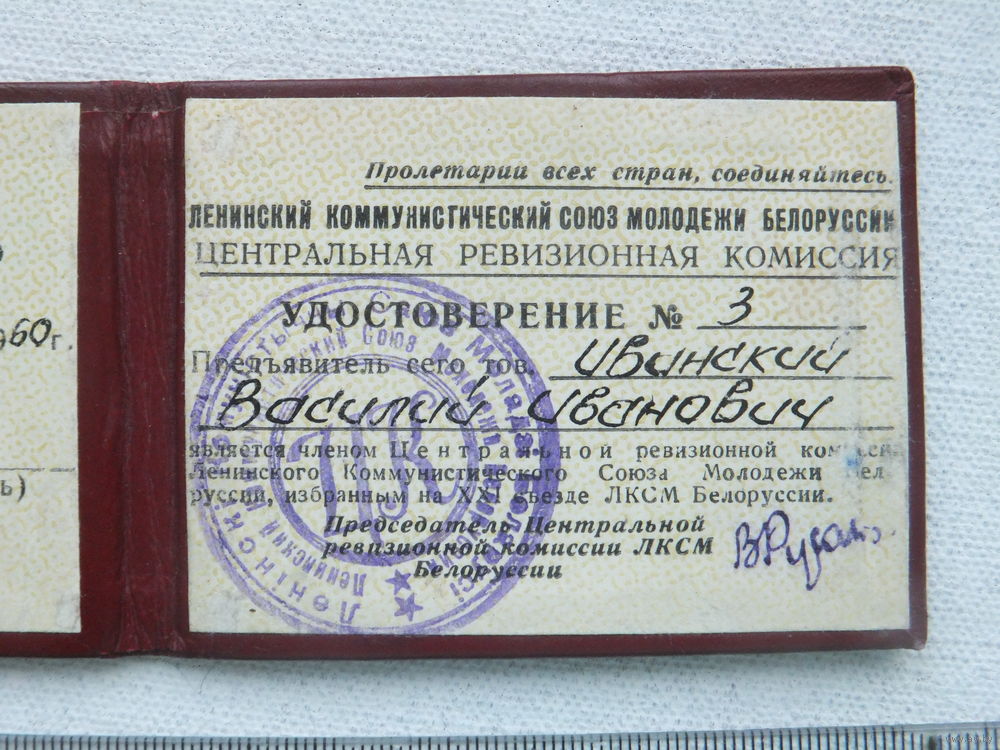 60 г.
ь)
Пролетарии всех стран, соединяйтесь.
ЛЕНИНСКИЙ КОММУНИСТИЧЕСКИЙ СОЮЗ МОЛОДЕЖИ БЕЛОРУССИИ
ЦЕНТРАЛЬНАЯ РЕВИЗИОННАЯ КОМИССИЯ
УДОСТОВЕРЕНИЕ № 3
Предъявитель сего тов. Ивинский
Василий Иванович
является членом Центральной ревизионной
Ленинского Коммунистического Союза Молодежи Бел
руссии, избранным на XXI съезде ЛКСМ Белоруссии.
Председатель Центральной
ревизионной комиссии ЛКСМ
Белоруссии